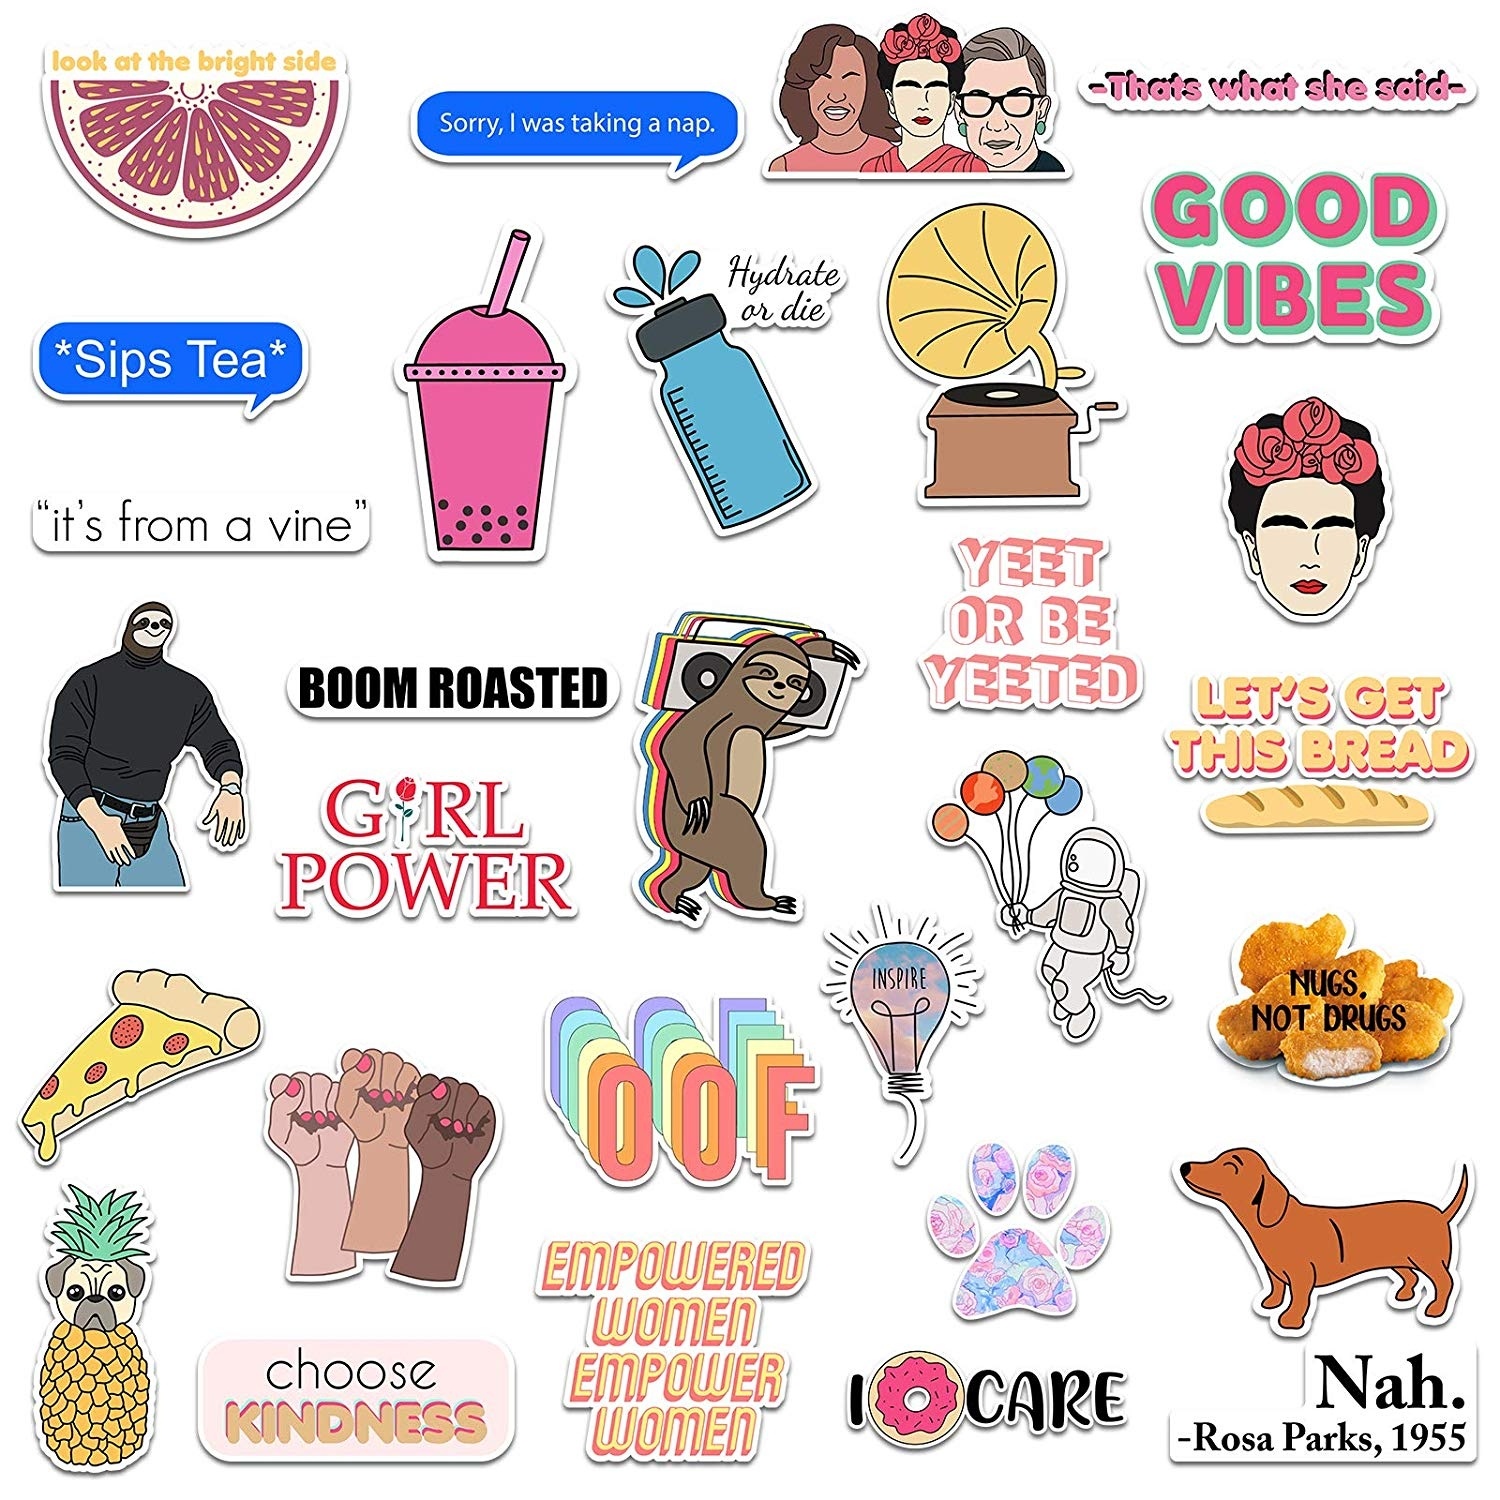 look at the bright side
Sorry, I was taking a nap.
-Thats what she said-
GOOD
VIBES
Hydrate
or die
*Sips Tea*
“it’s from a vine”
YEET
OR BE
YEETED
BOOM ROASTED
LET’S GET
THIS BREAD
GIRL
POWER
INSPIRE
NUGS,
NOT DRUGS
OOF
EMPOWERED
WOMEN
EMPOWER
WOMEN
choose
KINDNESS
I CARE
Nah.
-Rosa Parks, 1955